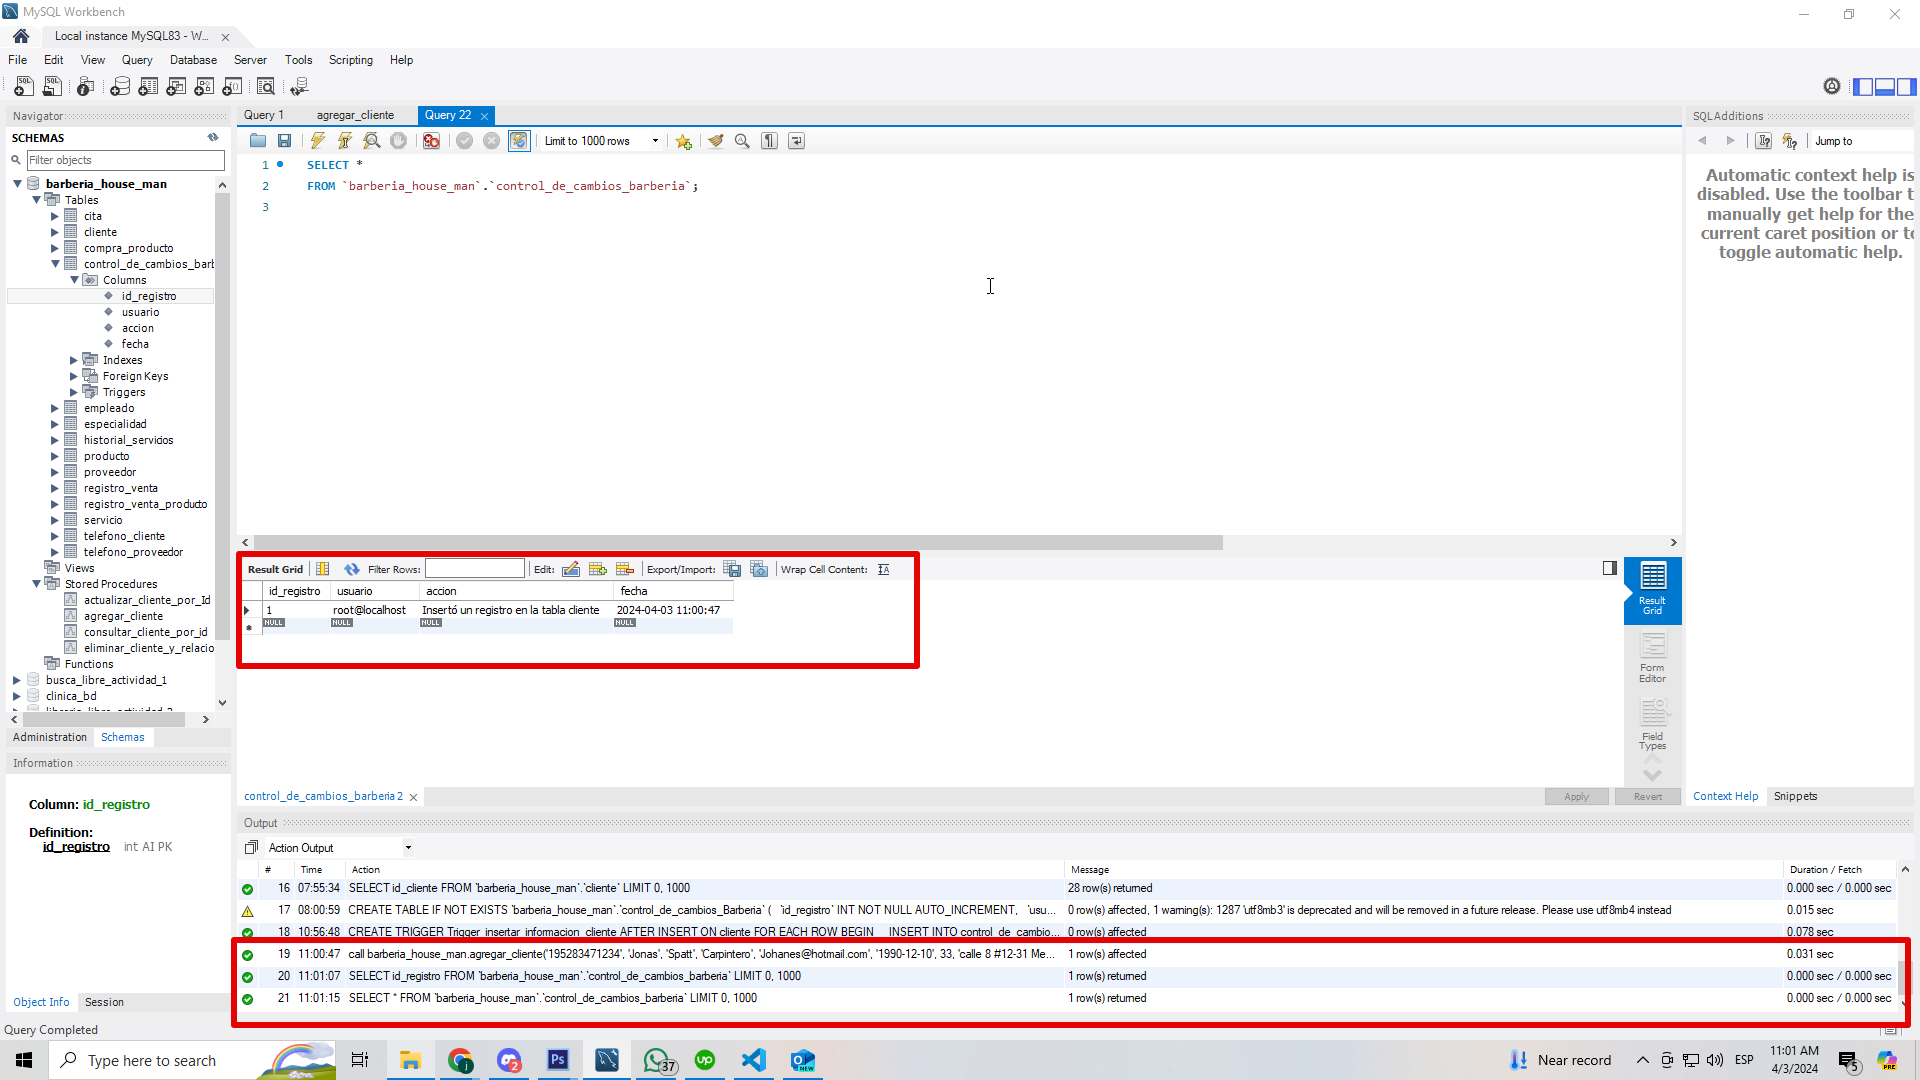 MySQL Workbench
Local instance MySQL83 - W...
File Edit View Query Database Server Tools Scripting Help
Navigator
SCHEMAS
Filter objects
barberia_house_man
Tables
cita
cliente
compra_producto
control_de_cambios_barb
Columns
id_registro
usuario
accion
fecha
Indexes
Foreign Keys
Triggers
empleado
especialidad
historial_servicios
producto
proveedor
registro_venta
registro_venta_producto
servicio
telefono_cliente
telefono_proveedor
Views
Stored Procedures
actualizar_cliente_por_Id
agregar_cliente
consultar_cliente_por_id
eliminar_cliente_y_relacio
Functions
busca_libre_actividad_1
clinica_bd
Administration Schemas
Information
Column: id_registro
Definition:
id_registro int AI PK
Object Info Session
Query 1 agregar_cliente Query 22
Limit to 1000 rows
1 SELECT *
2 FROM `barberia_house_man`.`control_de_cambios_barberia`;
3
Result Grid Filter Rows: Edit: Export/Import: Wrap Cell Content:
id_registro usuario accion fecha
1 root@localhost Insertó un registro en la tabla cliente 2024-04-03 11:00:47
NULL NULL NULL NULL
Result Grid
Form Editor
Field Types
control_de_cambios_barberia 2 Apply Revert
SQLAdditions
Jump to
Automatic context help is
disabled. Use the toolbar t
manually get help for the
current caret position or to
toggle automatic help.
Context Help Snippets
Output
Action Output
# Time Action Message Duration / Fetch
16 07:55:34 SELECT id_cliente FROM `barberia_house_man`.`cliente` LIMIT 0, 1000 28 row(s) returned 0.000 sec / 0.000 sec
17 08:00:59 CREATE TABLE IF NOT EXISTS `barberia_house_man`.`control_de_cambios_Barberia` ( `id_registro` INT NOT NULL AUTO_INCREMENT, `usu... 0 row(s) affected, 1 warning(s): 1287 'utf8mb3' is deprecated and will be removed in a future release. Please use utf8mb4 instead 0.015 sec
18 10:56:48 CREATE TRIGGER Trigger_insertar_informacion_cliente AFTER INSERT ON cliente FOR EACH ROW BEGIN INSERT INTO control_de_cambio... 0 row(s) affected 0.078 sec
19 11:00:47 call barberia_house_man.agregar_cliente('195283471234', 'Jonas', 'Spatt', 'Carpintero', 'Johanes@hotmail.com', '1990-12-10', 33, 'calle 8 #12-31 Me... 1 row(s) affected 0.031 sec
20 11:01:07 SELECT id_registro FROM `barberia_house_man`.`control_de_cambios_barberia` LIMIT 0, 1000 1 row(s) returned 0.000 sec / 0.000 sec
21 11:01:15 SELECT * FROM `barberia_house_man`.`control_de_cambios_barberia` LIMIT 0, 1000 1 row(s) returned 0.000 sec / 0.000 sec
Query Completed
Type here to search
37
2
Near record
ESP
11:01 AM
4/3/2024
5